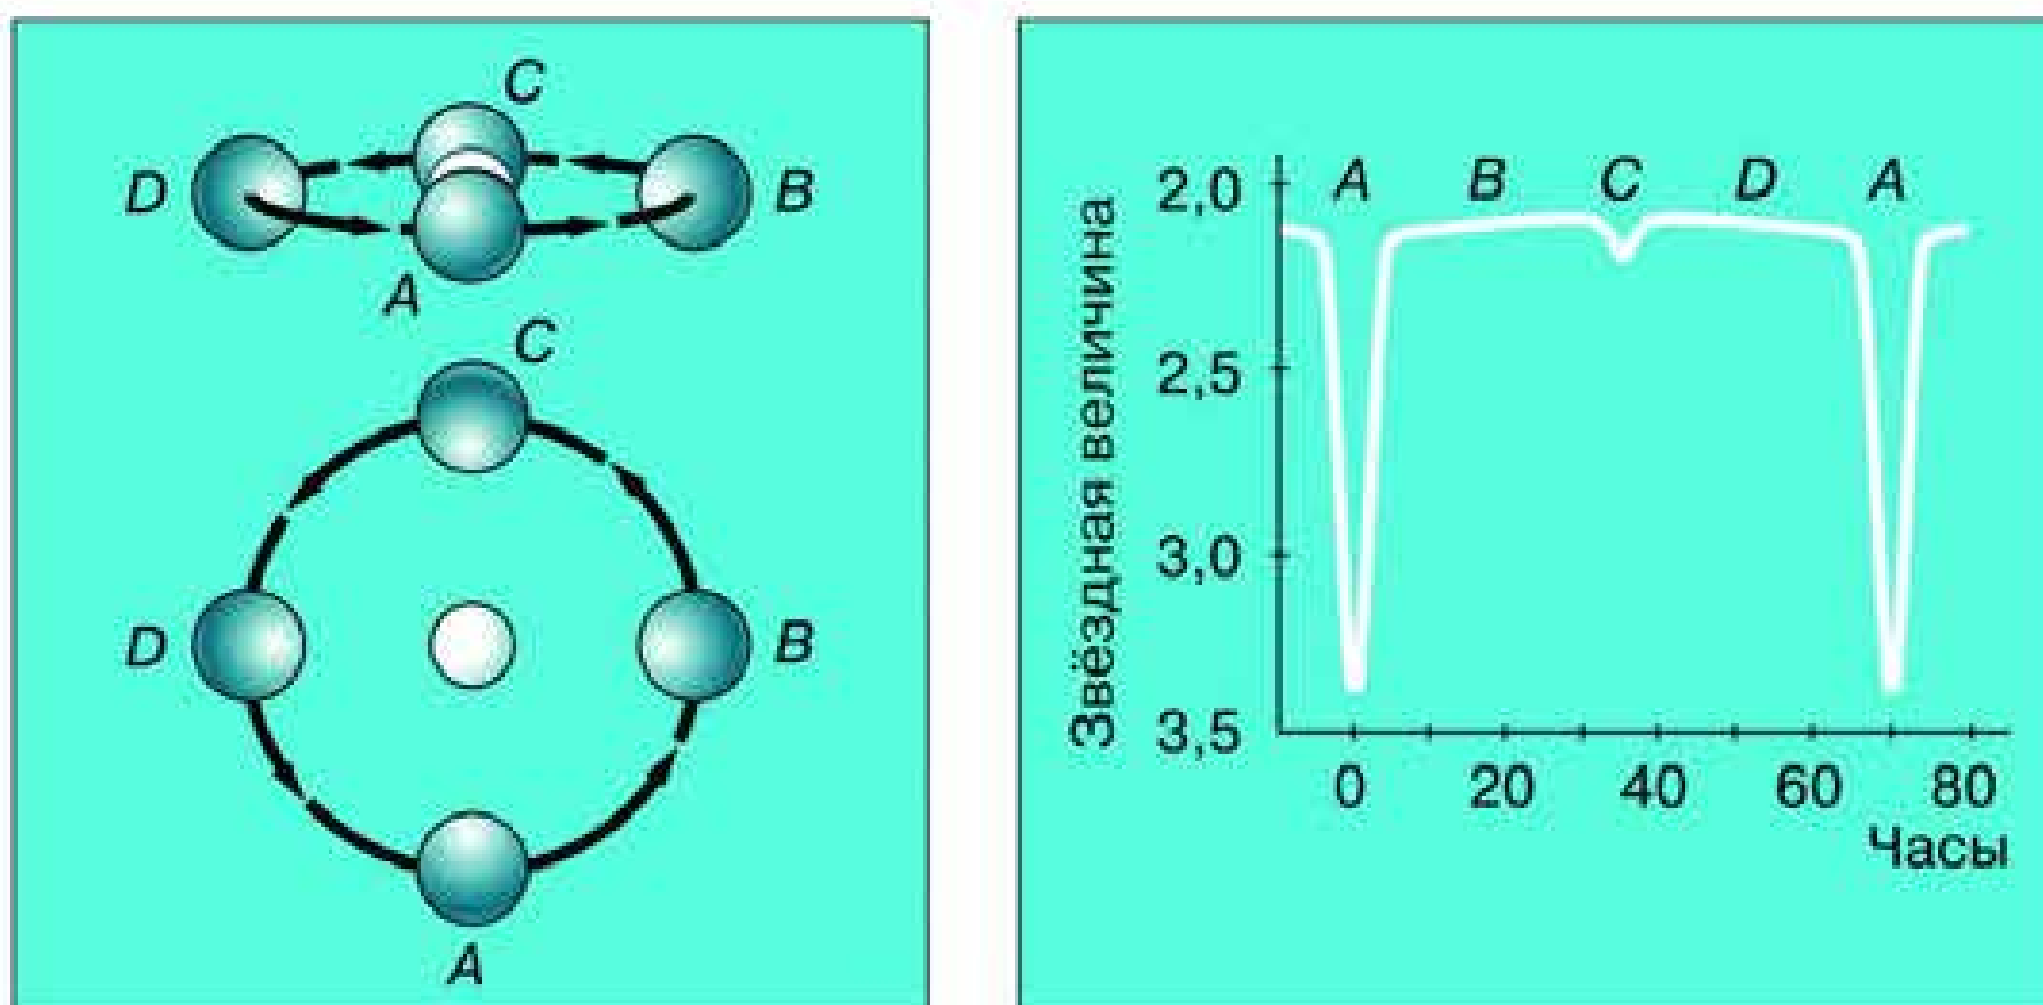 C
D
B
A
C
D
B
A
Звёздная величина
2,0
2,5
3,0
3,5
A B C D A
0 20 40 60 80
Часы